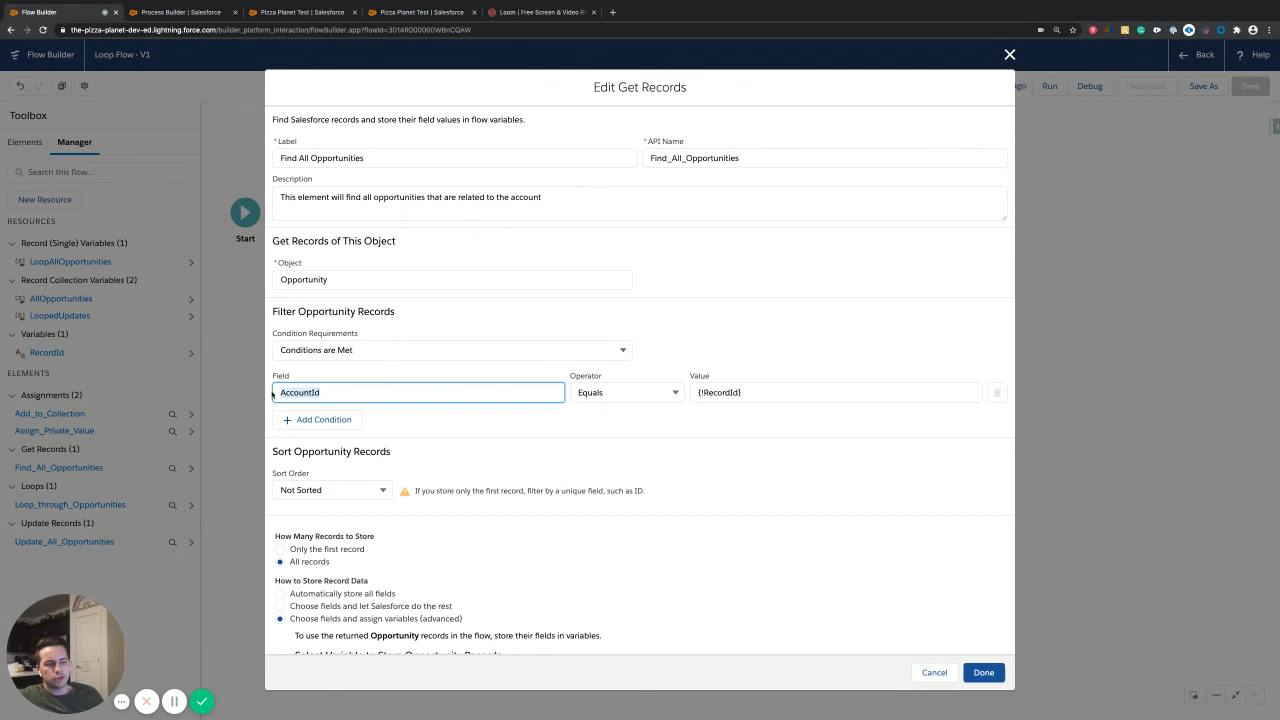 Flow Builder
Process Builder | Salesforce
Pizza Planet Test | Salesforce
Pizza Planet Test | Salesforce
Loom | Free Screen & Video R
the-pizza-planet-dev-ed.lightning.force.com/builder_platform_interaction/flowBuilder.app?flowId=3014R000000WBnCQAW
Flow Builder
Loop Flow - V1
Back
Help
Run
Debug
Deactivate
Save As
Save
Toolbox
Elements
Manager
Search this flow...
New Resource
RESOURCES
Record (Single) Variables (1)
LoopAllOpportunities
Record Collection Variables (2)
AllOpportunities
LoopedUpdates
Variables (1)
RecordId
ELEMENTS
Assignments (2)
Add_to_Collection
Assign_Private_Value
Get Records (1)
Find_All_Opportunities
Loops (1)
Loop_through_Opportunities
Update Records (1)
Update_All_Opportunities
Start
Edit Get Records
Find Salesforce records and store their field values in flow variables.
* Label
Find All Opportunities
* API Name
Find_All_Opportunities
Description
This element will find all opportunities that are related to the account
Get Records of This Object
* Object
Opportunity
Filter Opportunity Records
Condition Requirements
Conditions are Met
Field
Operator
Value
AccountId
Equals
{!RecordId}
+ Add Condition
Sort Opportunity Records
Sort Order
Not Sorted
If you store only the first record, filter by a unique field, such as ID.
How Many Records to Store
Only the first record
All records
How to Store Record Data
Automatically store all fields
Choose fields and let Salesforce do the rest
Choose fields and assign variables (advanced)
To use the returned Opportunity records in the flow, store their fields in variables.
Select Variable to Store Opportunity Records
Cancel
Done